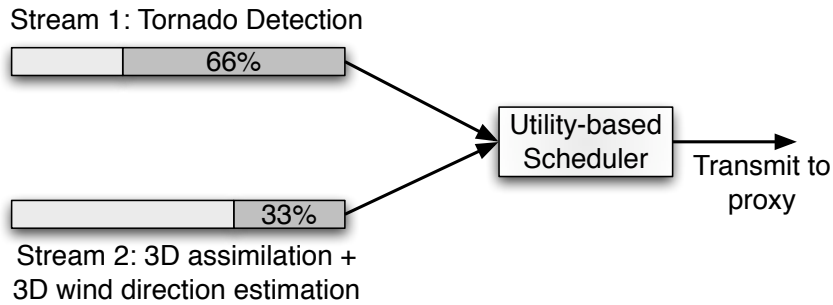 Stream 1: Tornado Detection
66%
Utility-based
Scheduler
Transmit to
proxy
33%
Stream 2: 3D assimilation +
3D wind direction estimation